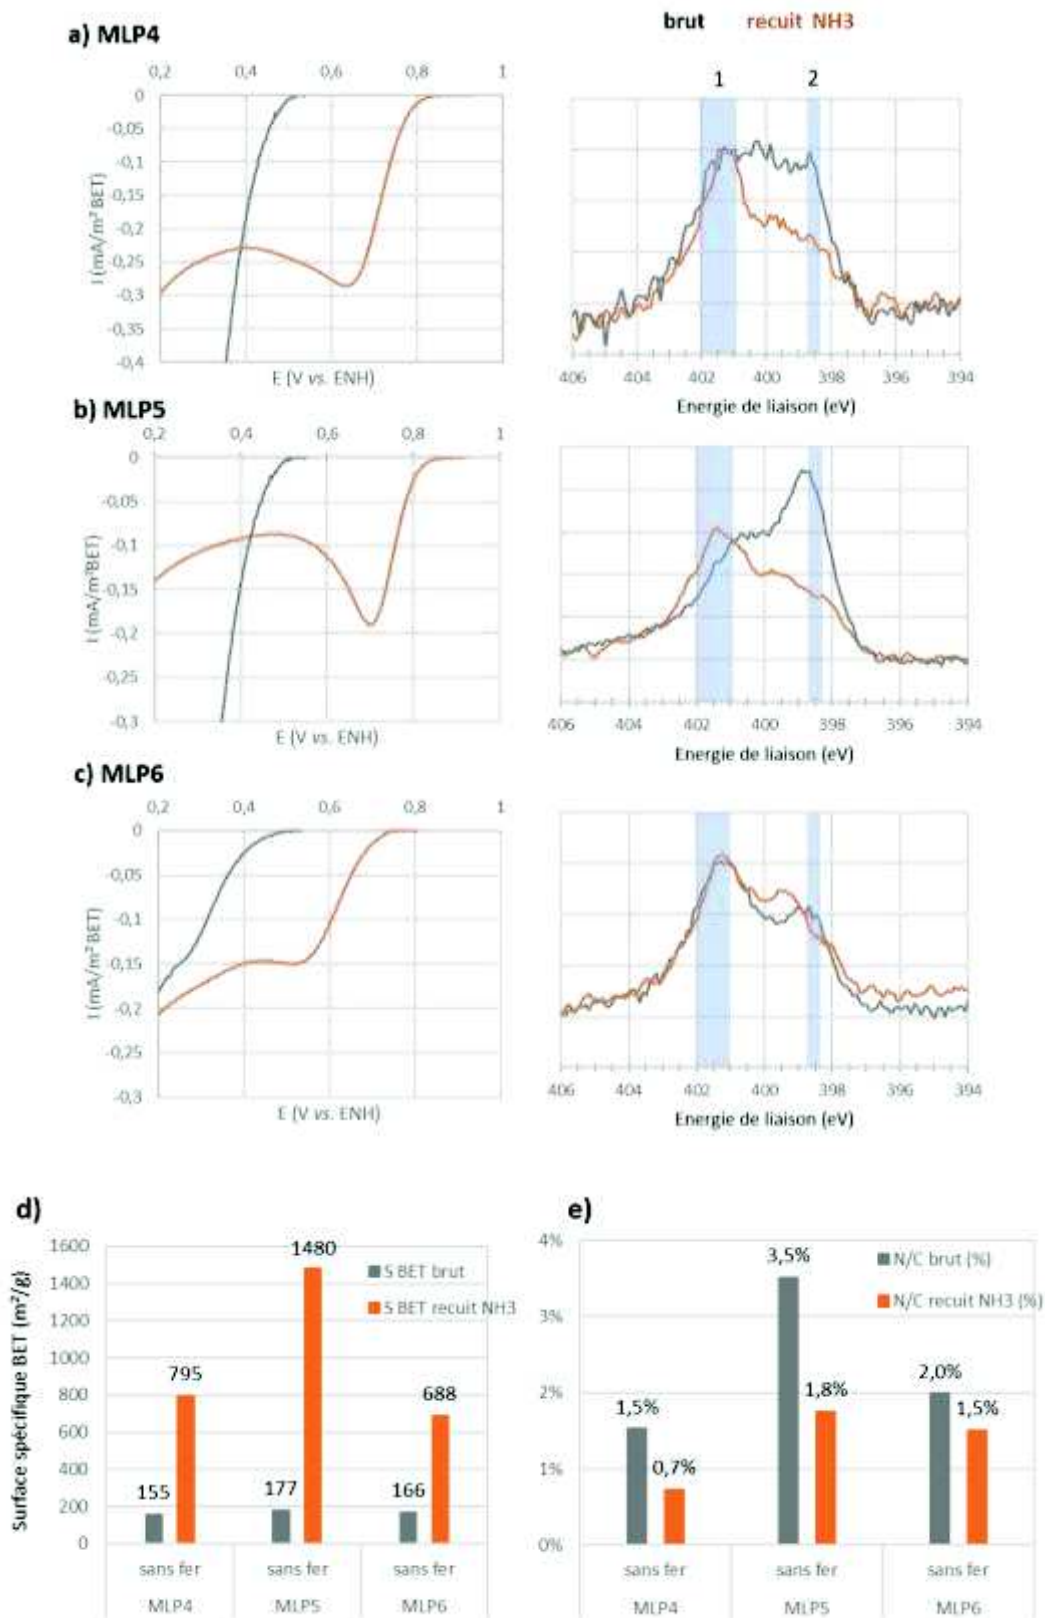 brut recuit NH3
a) MLP4
0,2 0,4 0,6 0,8 1
0
-0,05
-0,1
-0,15
-0,2
-0,25
-0,3
-0,35
-0,4
I (mA/m² BET)
E (V vs. ENH)
1 2
406 404 402 400 398 396 394
Energie de liaison (eV)
b) MLP5
0,2 0,4 0,6 0,8 1
0
-0,05
-0,1
-0,15
-0,2
-0,25
-0,3
I (mA/m²BET)
E (V vs. ENH)
406 404 402 400 398 396 394
Energie de liaison (eV)
c) MLP6
0,2 0,4 0,6 0,8 1
0
-0,05
-0,1
-0,15
-0,2
-0,25
-0,3
I (mA/m² BET)
E (V vs. ENH)
406 404 402 400 398 396 394
Energie de liaison (eV)
d)
Surface spécifique BET (m²/g)
1600
1400
1200
1000
800
600
400
200
0
S BET brut
S BET recuit NH3
155 795 177 1480 166 688
sans fer sans fer sans fer
MLP4 MLP5 MLP6
e)
4%
3%
2%
1%
0%
N/C brut (%)
N/C recuit NH3 (%)
1,5% 0,7% 3,5% 1,8% 2,0% 1,5%
sans fer sans fer sans fer
MLP4 MLP5 MLP6